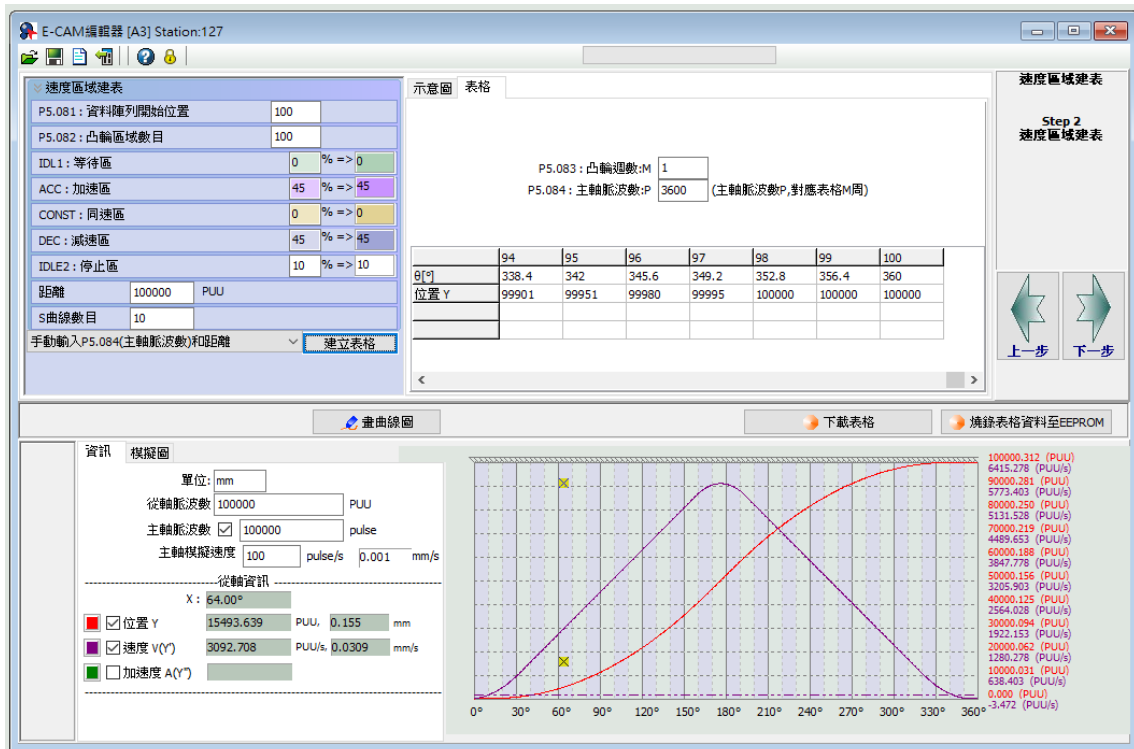 E-CAM編輯器 [A3] Station:127
速度區域建表
P5.081 : 資料陣列開始位置 100
P5.082 : 凸輪區域數目 100
IDL1 : 等待區 0 % => 0
ACC : 加速區 45 % => 45
CONST : 同速區 0 % => 0
DEC : 減速區 45 % => 45
IDLE2 : 停止區 10 % => 10
距離 100000 PUU
S曲線數目 10
手動輸入P5.084(主軸脈波數)和距離 建立表格
示意圖 表格
P5.083 : 凸輪週數:M 1
P5.084 : 主軸脈波數:P 3600 (主軸脈波數P,對應表格M周)
94 95 96 97 98 99 100
θ[°] 338.4 342 345.6 349.2 352.8 356.4 360
位置 Y 99901 99951 99980 99995 100000 100000 100000
速度區域建表
Step 2
速度區域建表
上一步 下一步
畫曲線圖 下載表格 燒錄表格資料至EEPROM
資訊 模擬圖
單位: mm
從軸脈波數 100000 PUU
主軸脈波數 100000 pulse
主軸模擬速度 100 pulse/s 0.001 mm/s
從軸資訊
X : 64.00°
位置 Y 15493.639 PUU, 0.155 mm
速度 V(Y') 3092.708 PUU/s, 0.0309 mm/s
加速度 A(Y")
100000.312 (PUU)
6415.278 (PUU/s)
90000.281 (PUU)
5773.403 (PUU/s)
80000.250 (PUU)
5131.528 (PUU/s)
70000.219 (PUU)
4489.653 (PUU/s)
60000.188 (PUU)
3847.778 (PUU/s)
50000.156 (PUU)
3205.903 (PUU/s)
40000.125 (PUU)
2564.028 (PUU/s)
30000.094 (PUU)
1922.153 (PUU/s)
20000.062 (PUU)
1280.278 (PUU/s)
10000.031 (PUU)
638.403 (PUU/s)
0.000 (PUU)
-3.472 (PUU/s)
0° 30° 60° 90° 120° 150° 180° 210° 240° 270° 300° 330° 360°